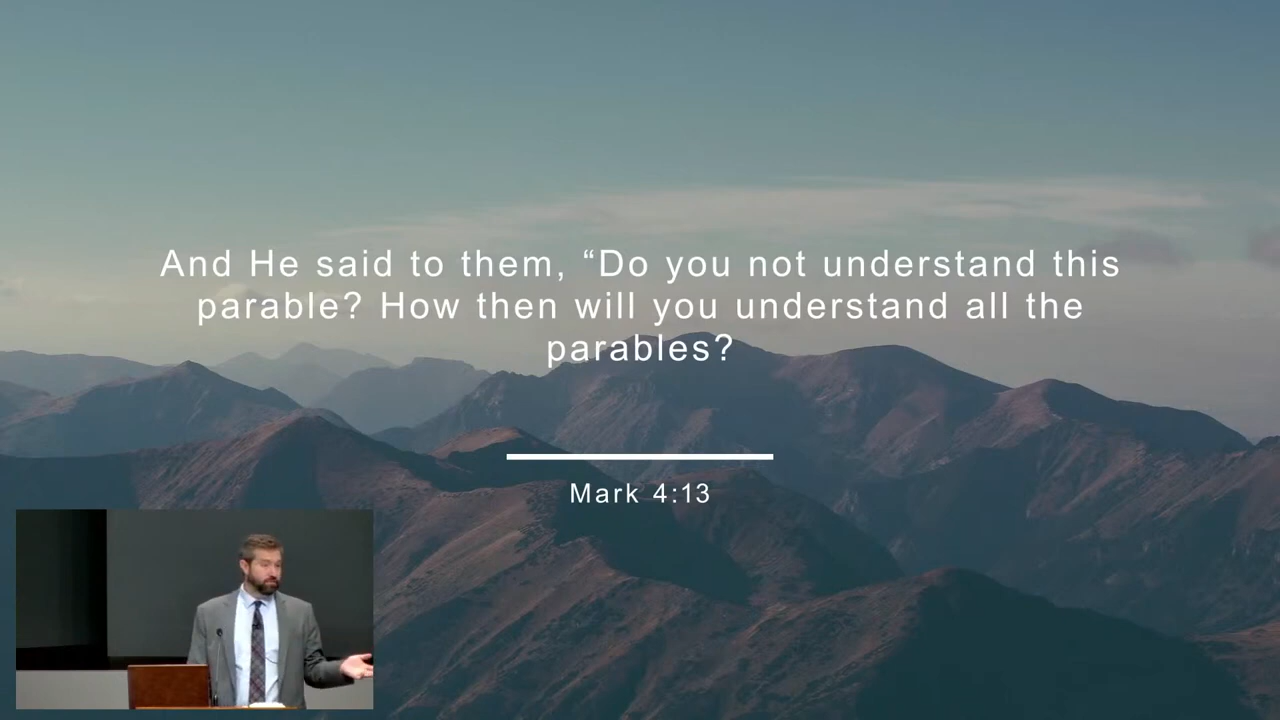 And He said to them, “Do you not understand this
parable? How then will you understand all the
parables?
Mark 4:13